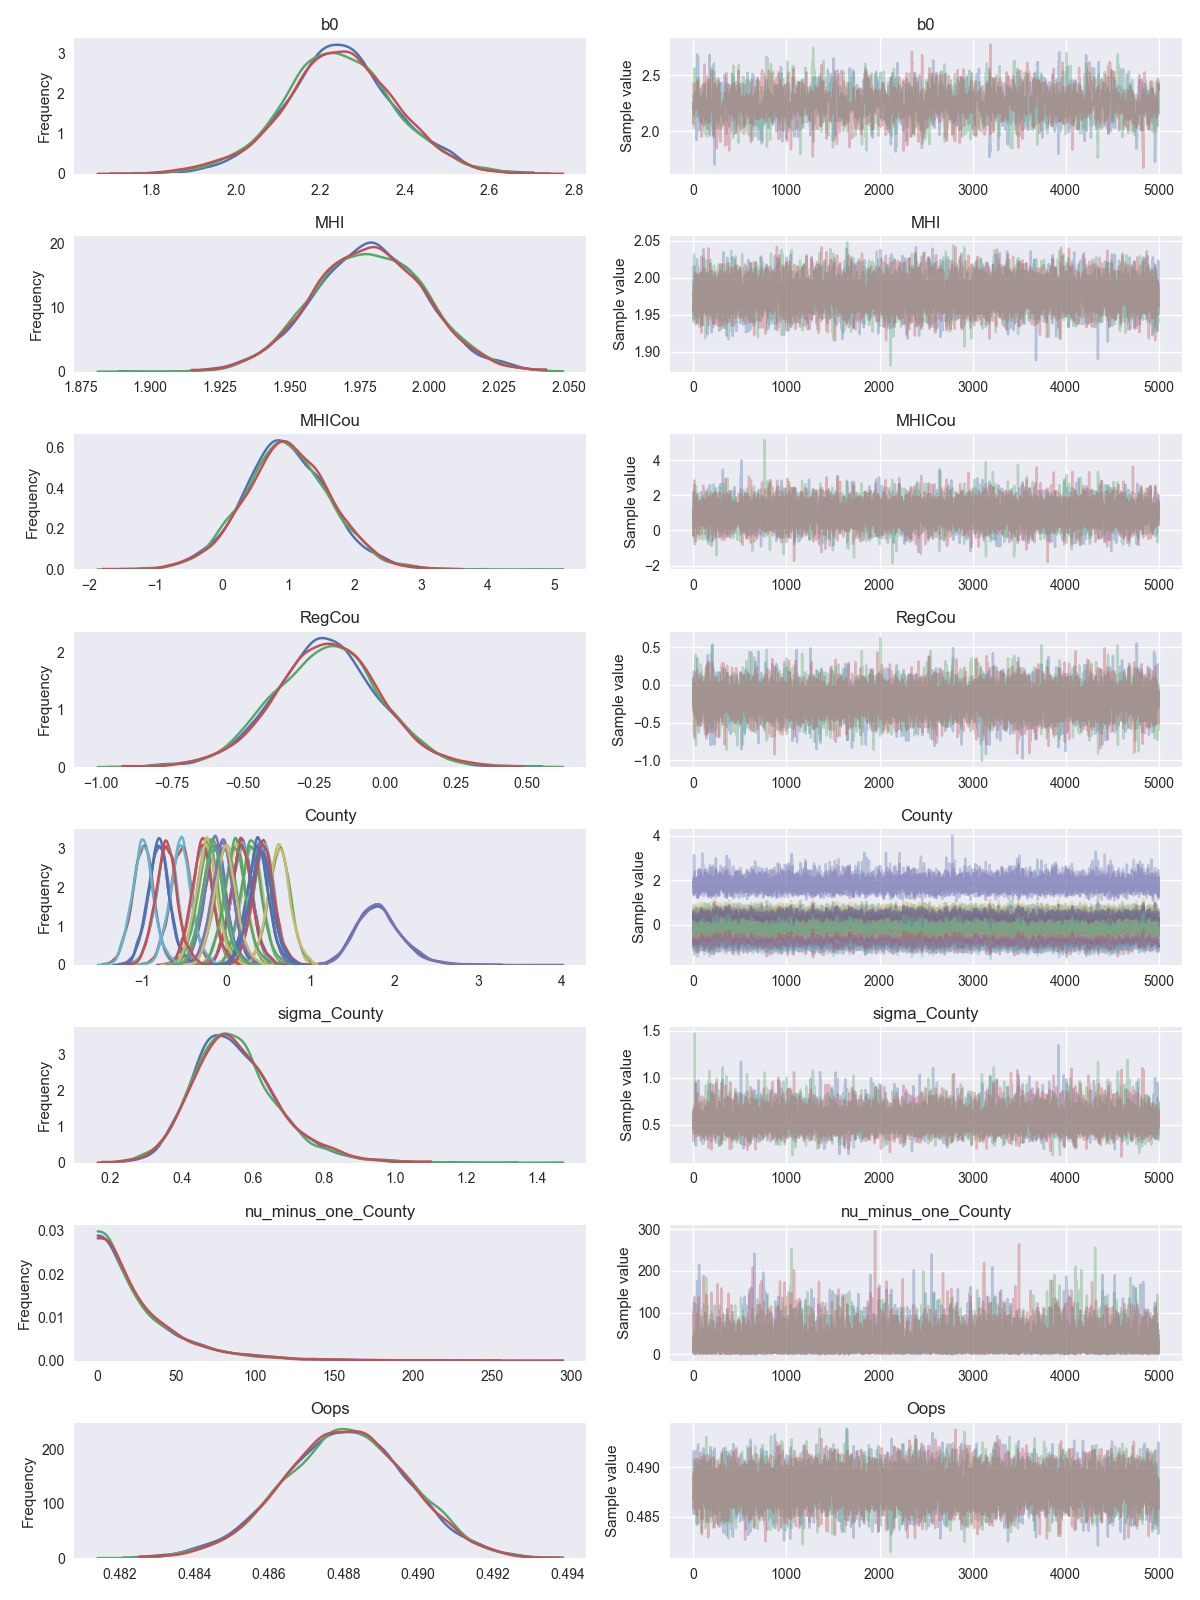 b0
Frequency
3
2
1
0
1.8 2.0 2.2 2.4 2.6 2.8
b0
Sample value
2.5
2.0
0 1000 2000 3000 4000 5000
MHI
Frequency
20
10
0
1.875 1.900 1.925 1.950 1.975 2.000 2.025 2.050
MHI
Sample value
2.05
2.00
1.95
1.90
0 1000 2000 3000 4000 5000
MHICou
Frequency
0.6
0.4
0.2
0.0
−2 −1 0 1 2 3 4 5
MHICou
Sample value
4
2
0
−2
0 1000 2000 3000 4000 5000
RegCou
Frequency
2
1
0
−1.00 −0.75 −0.50 −0.25 0.00 0.25 0.50
RegCou
Sample value
0.5
0.0
−0.5
−1.0
0 1000 2000 3000 4000 5000
County
Frequency
3
2
1
0
−1 0 1 2 3 4
County
Sample value
4
2
0
0 1000 2000 3000 4000 5000
sigma_County
Frequency
3
2
1
0
0.2 0.4 0.6 0.8 1.0 1.2 1.4
sigma_County
Sample value
1.5
1.0
0.5
0 1000 2000 3000 4000 5000
nu_minus_one_County
Frequency
0.03
0.02
0.01
0.00
0 50 100 150 200 250 300
nu_minus_one_County
Sample value
300
200
100
0
0 1000 2000 3000 4000 5000
Oops
Frequency
200
100
0
0.482 0.484 0.486 0.488 0.490 0.492 0.494
Oops
Sample value
0.490
0.485
0 1000 2000 3000 4000 5000